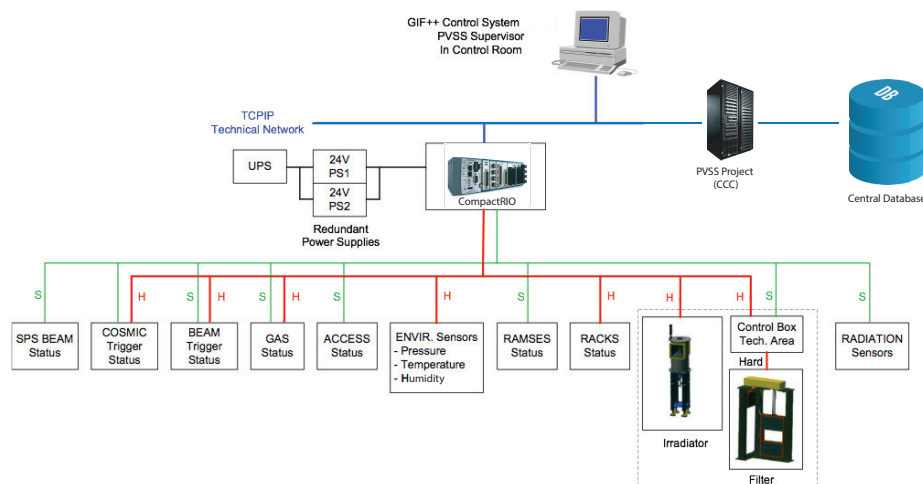 GIF++ Control System
PVSS Supervisor
In Control Room
TCPIP
Technical Network
DB
UPS
24V
PS1
24V
PS2
CompactRIO
PVSS Project
(CCC)
Central Database
Redundant
Power Supplies
S
H
S
H
S
H
S
H
S
H
H
H
S
S
SPS BEAM
Status
COSMIC
Trigger
Status
BEAM
Trigger
Status
GAS
Status
ACCESS
Status
ENVIR. Sensors
- Pressure
- Temperature
- Humidity
RAMSES
Status
RACKS
Status
Control Box
Tech. Area
RADIATION
Sensors
Hard
Irradiator
Filter